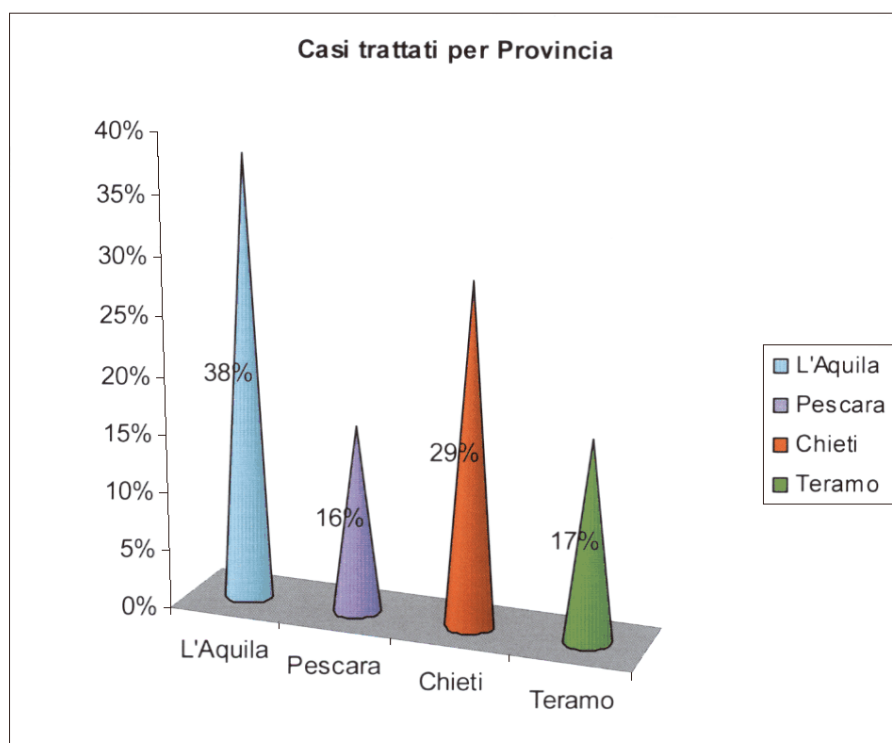 Casi trattati per Provincia
40%
35%
30%
25%
20%
15%
10%
5%
0%
38%
16%
29%
17%
L'Aquila
Pescara
Chieti
Teramo
L'Aquila
Pescara
Chieti
Teramo